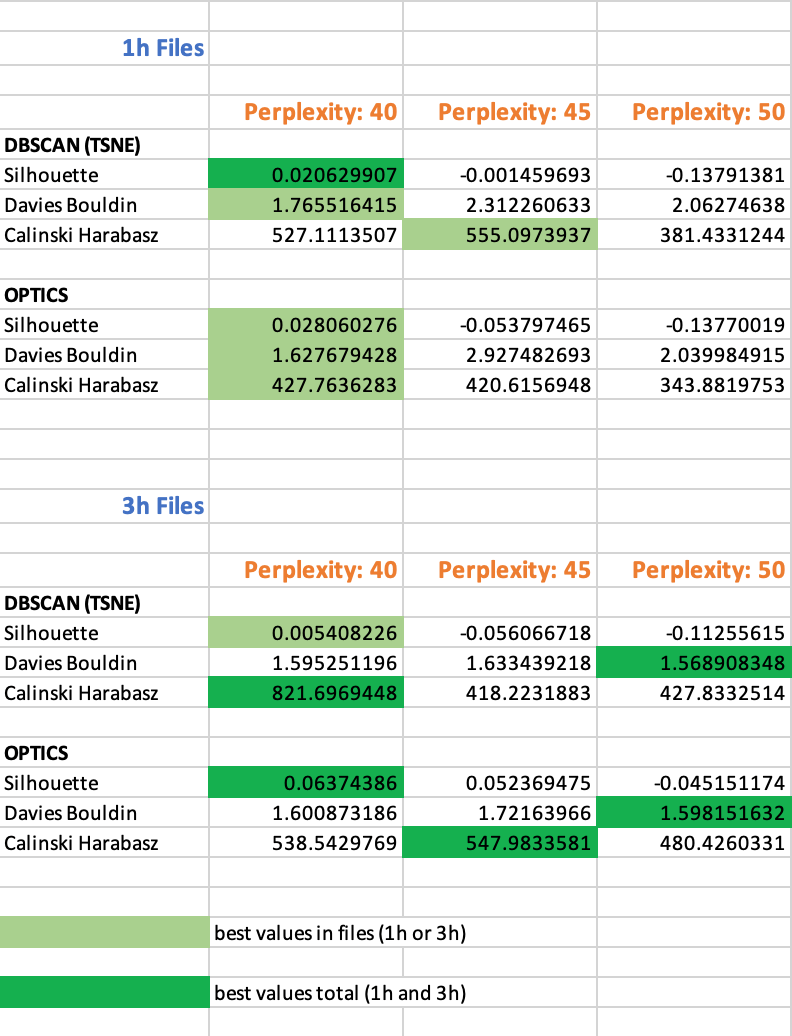 1h Files
Perplexity: 40 Perplexity: 45 Perplexity: 50
DBSCAN (TSNE)
Silhouette 0.020629907 -0.001459693 -0.13791381
Davies Bouldin 1.765516415 2.312260633 2.06274638
Calinski Harabasz 527.1113507 555.0973937 381.4331244
OPTICS
Silhouette 0.028060276 -0.053797465 -0.13770019
Davies Bouldin 1.627679428 2.927482693 2.039984915
Calinski Harabasz 427.7636283 420.6156948 343.8819753
3h Files
Perplexity: 40 Perplexity: 45 Perplexity: 50
DBSCAN (TSNE)
Silhouette 0.005408226 -0.056066718 -0.11255615
Davies Bouldin 1.595251196 1.633439218 1.568908348
Calinski Harabasz 821.6969448 418.2231883 427.8332514
OPTICS
Silhouette 0.06374386 0.052369475 -0.045151174
Davies Bouldin 1.600873186 1.72163966 1.598151632
Calinski Harabasz 538.5429769 547.9833581 480.4260331
best values in files (1h or 3h)
best values total (1h and 3h)